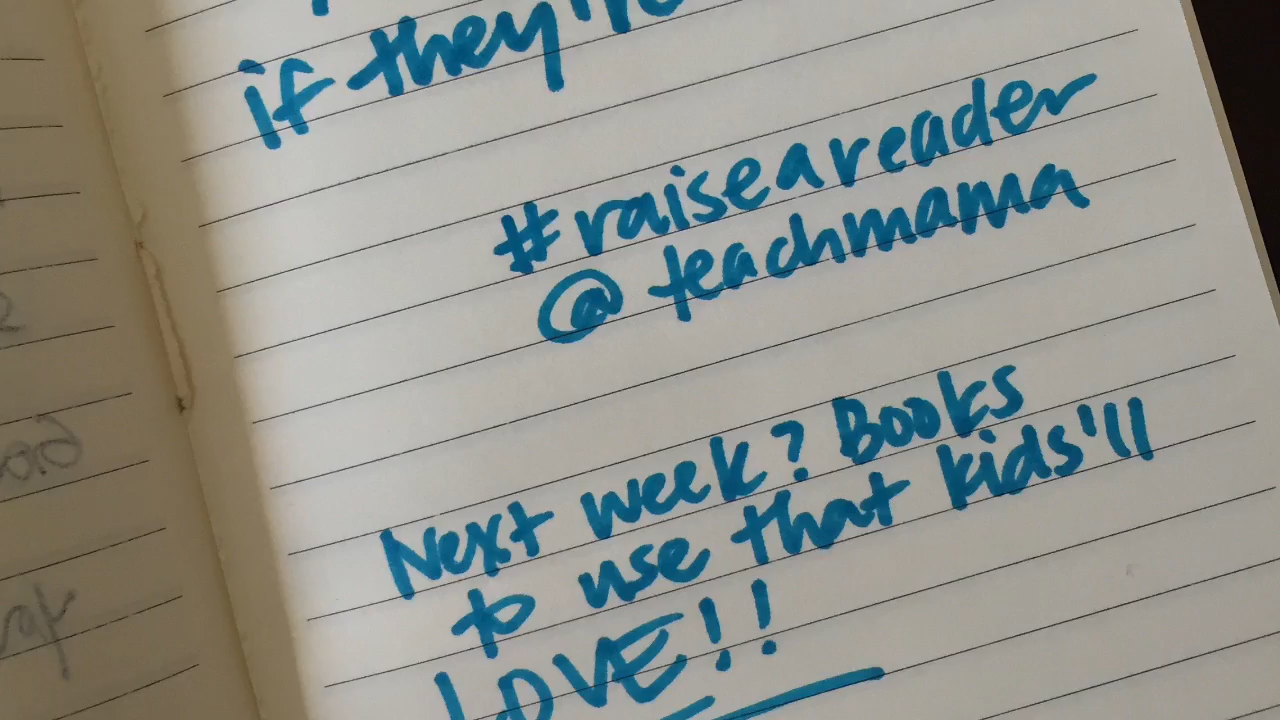 if they're
#raiseareader
@teachmama
Next week? Books
to use that kids'll
LOVE!!